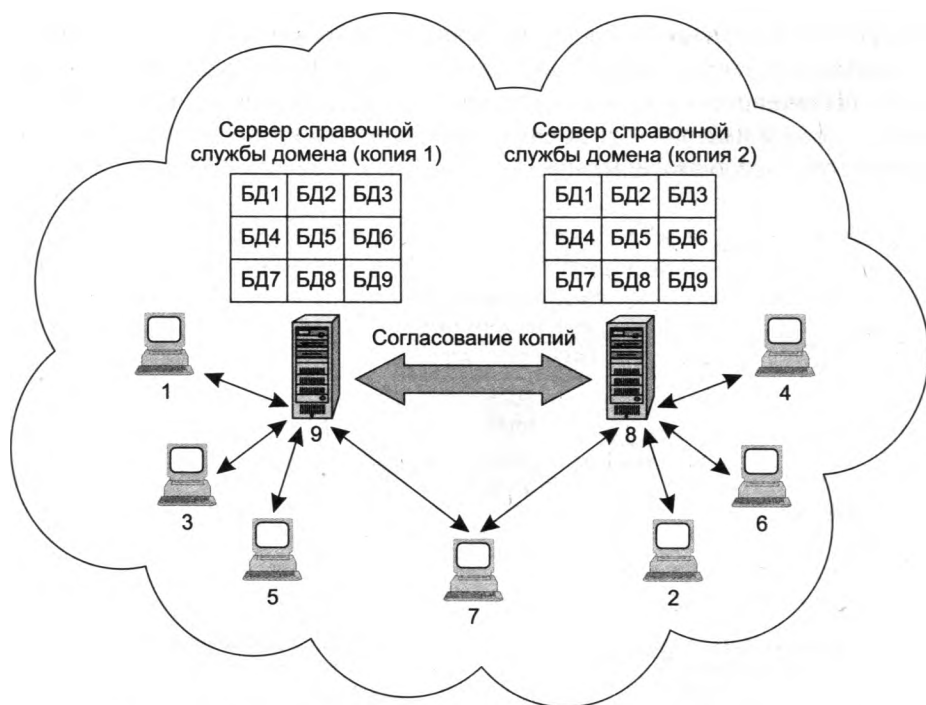 Сервер справочной
службы домена (копия 1)
БД1 БД2 БД3
БД4 БД5 БД6
БД7 БД8 БД9
Сервер справочной
службы домена (копия 2)
БД1 БД2 БД3
БД4 БД5 БД6
БД7 БД8 БД9
Согласование копий
1
9
8
4
3
6
5
7
2